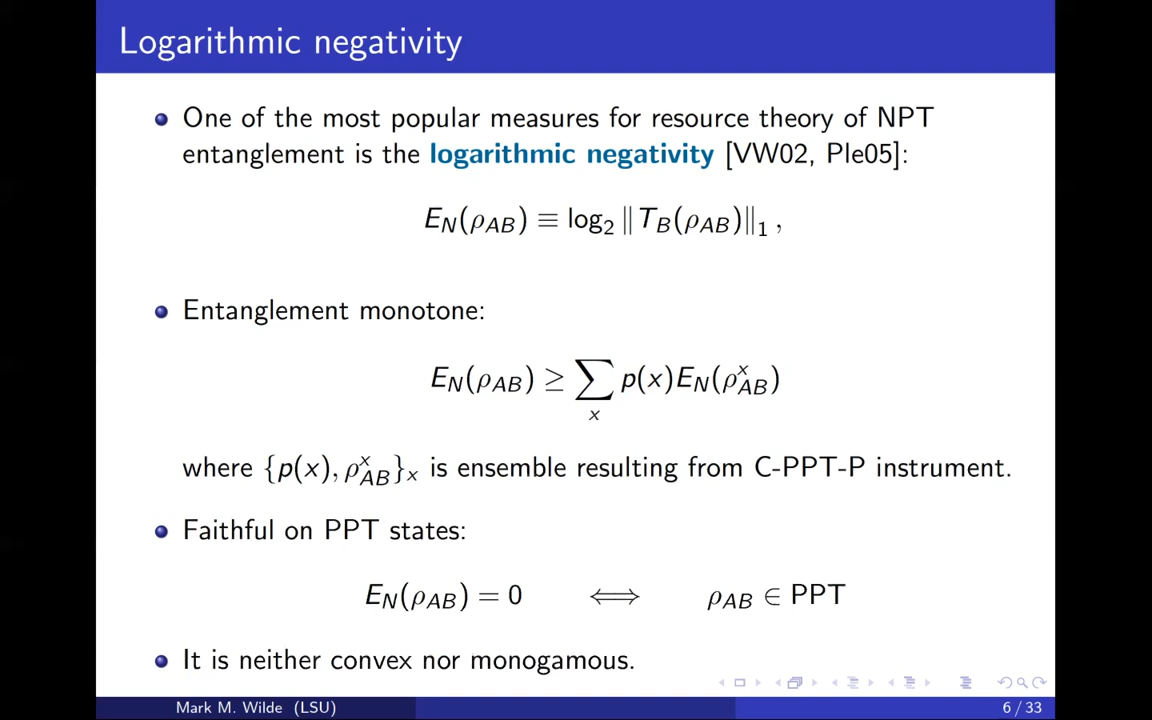 Logarithmic negativity
One of the most popular measures for resource theory of NPT
entanglement is the logarithmic negativity [VW02, Ple05]:
E_N(ρ_AB) ≡ log₂ ‖T_B(ρ_AB)‖₁ ,
Entanglement monotone:
E_N(ρ_AB) ≥ ∑_x p(x)E_N(ρ^x_AB)
where {p(x), ρ^x_AB}_x is ensemble resulting from C-PPT-P instrument.
Faithful on PPT states:
E_N(ρ_AB) = 0 ⟺ ρ_AB ∈ PPT
It is neither convex nor monogamous.
Mark M. Wilde (LSU) 6 / 33